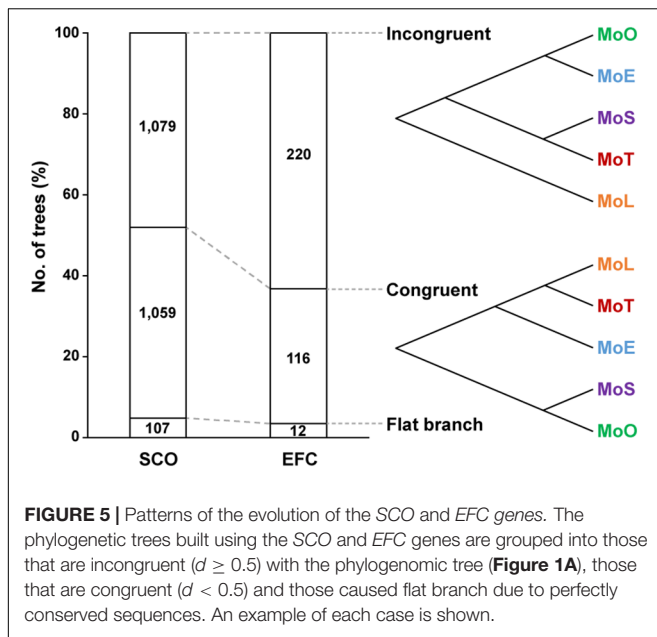 100
80
60
40
20
0
No. of trees (%)
1,079
1,059
107
SCO
220
116
12
EFC
Incongruent
Congruent
Flat branch
MoO
MoE
MoS
MoT
MoL
MoL
MoT
MoE
MoS
MoO
FIGURE 5 | Patterns of the evolution of the SCO and EFC genes. The
phylogenetic trees built using the SCO and EFC genes are grouped into those
that are incongruent (d ≥ 0.5) with the phylogenomic tree (Figure 1A), those
that are congruent (d < 0.5) and those caused flat branch due to perfectly
conserved sequences. An example of each case is shown.